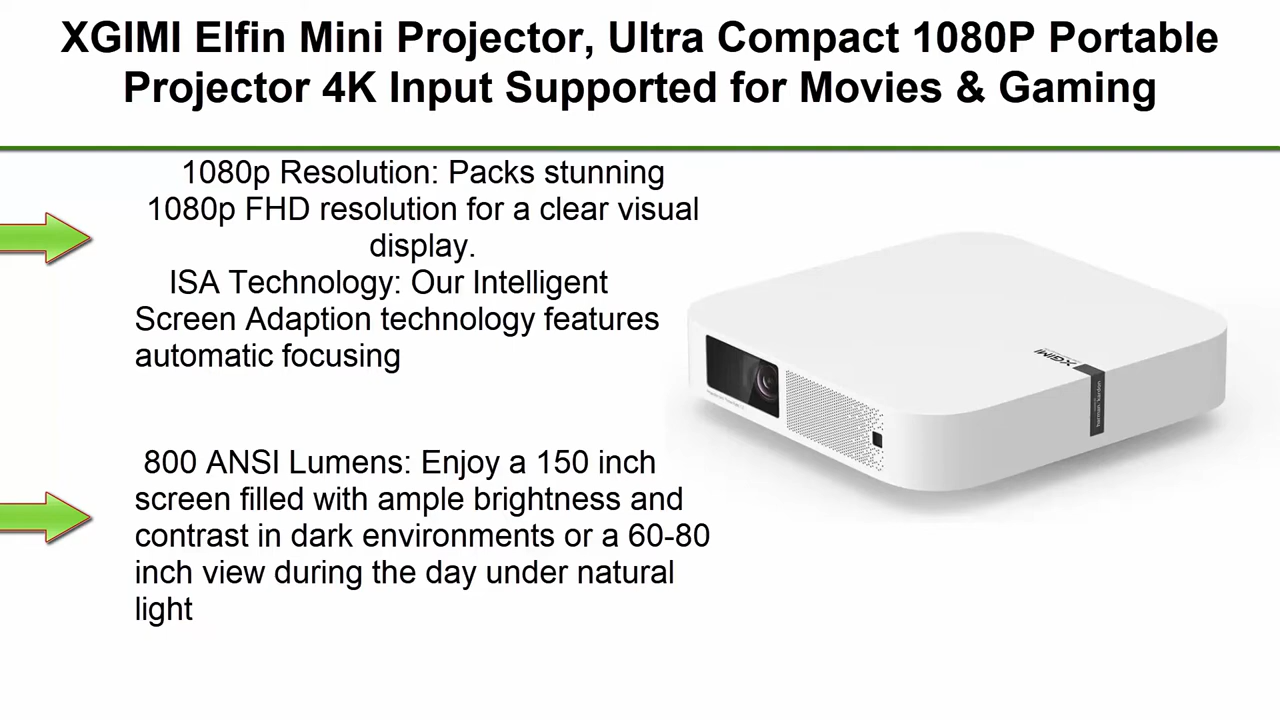 XGIMI Elfin Mini Projector, Ultra Compact 1080P Portable
Projector 4K Input Supported for Movies & Gaming
1080p Resolution: Packs stunning
1080p FHD resolution for a clear visual
display.
ISA Technology: Our Intelligent
Screen Adaption technology features
automatic focusing
800 ANSI Lumens: Enjoy a 150 inch
screen filled with ample brightness and
contrast in dark environments or a 60-80
inch view during the day under natural
light
XGIMI
harman kardon